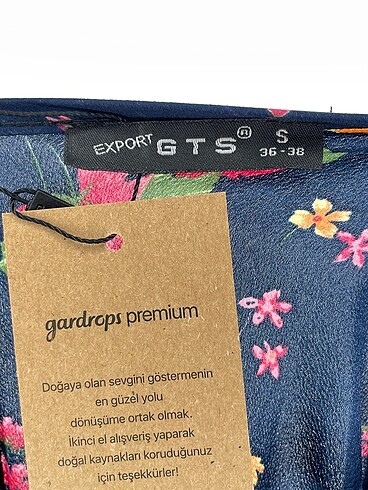 EXPORT GTS® S
36-38
gardrops premium
Doğaya olan sevgini göstermenin
en güzel yolu
dönüşüme ortak olmak.
İkinci el alışveriş yaparak
doğal kaynakları koruduğunuz
için teşekkürler!